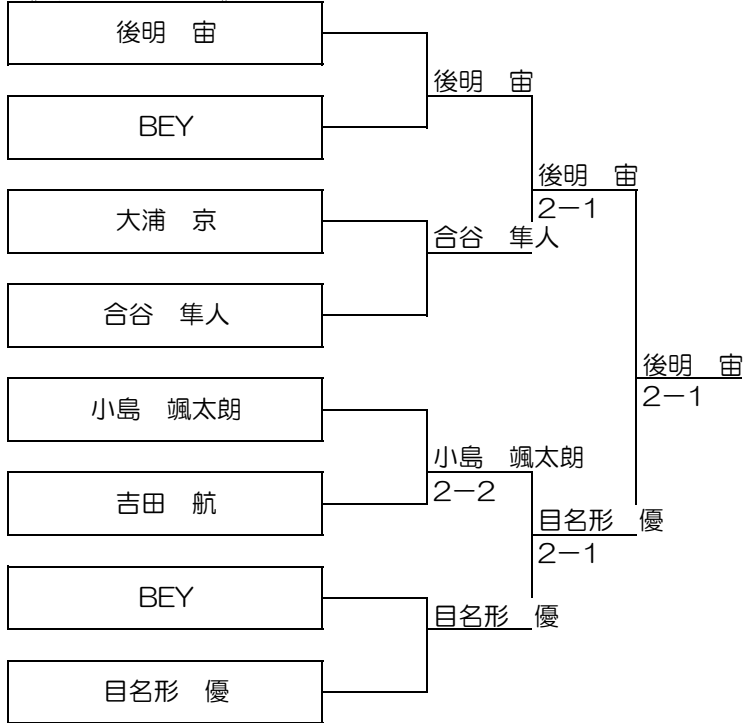 後明　宙
BEY
大浦　京
合谷　隼人
小島　颯太朗
吉田　航
BEY
目名形　優
後明　宙
合谷　隼人
小島　颯太朗
2－2
目名形　優
後明　宙
2－1
目名形　優
2－1
後明　宙
2－1